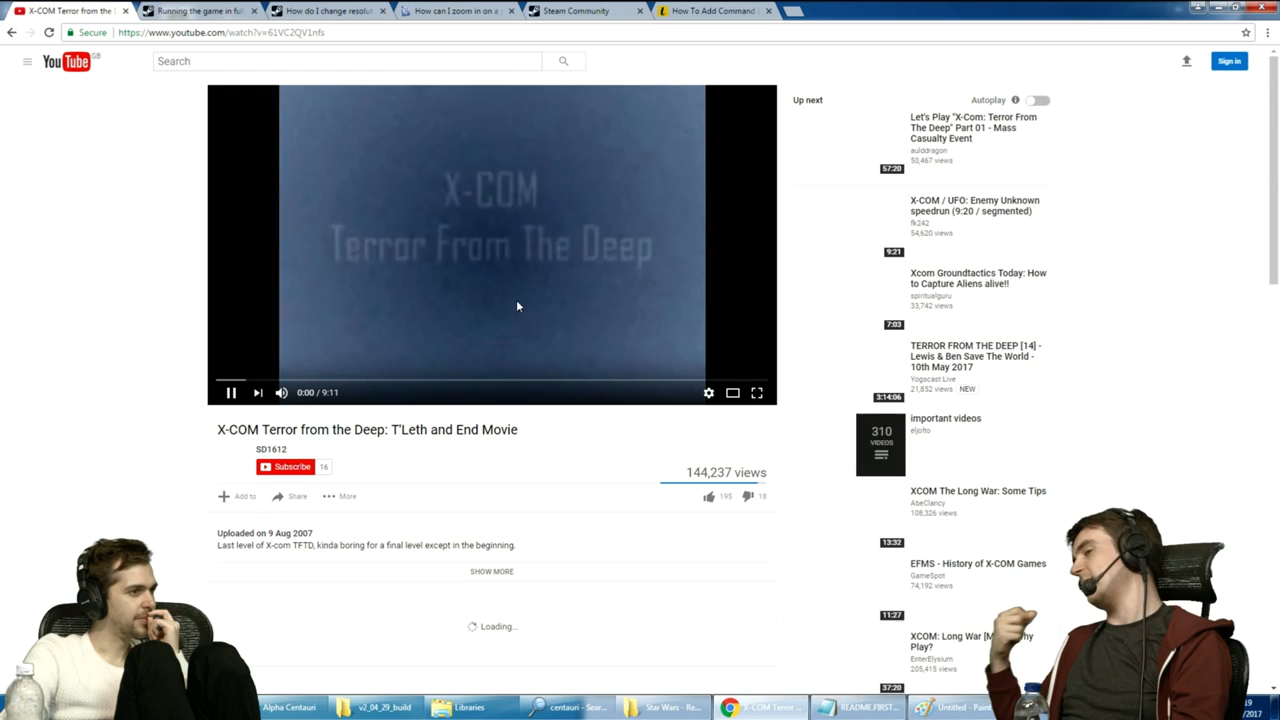 X-COM Terror from the
Running the game in ful
How do I change resolut
How can I zoom in on a
Steam Community
How To Add Command
Secure
https://www.youtube.com/watch?v=61VC2QV1nfs
YouTube GB
Search
Sign in
X-COM
Terror From The Deep
0:00 / 9:11
X-COM Terror from the Deep: T'Leth and End Movie
SD1612
Subscribe 16
144,237 views
Add to Share More
195 18
Uploaded on 9 Aug 2007
Last level of X-com TFTD, kinda boring for a final level except in the beginning.
SHOW MORE
Loading...
Up next
Autoplay
Let's Play "X-Com: Terror From
The Deep" Part 01 - Mass
Casualty Event
aulddragon
50,467 views
57:20
X-COM / UFO: Enemy Unknown
speedrun (9:20 / segmented)
fk242
54,620 views
9:21
Xcom Groundtactics Today: How
to Capture Aliens alive!!
spiritualguru
33,742 views
7:03
TERROR FROM THE DEEP [14] -
Lewis & Ben Save The World -
10th May 2017
Yogscast Live
21,852 views NEW
3:14:06
310
VIDEOS
important videos
eljolto
XCOM The Long War: Some Tips
AbeClancy
108,326 views
13:32
EFMS - History of X-COM Games
GameSpot
74,192 views
11:27
XCOM: Long War
Play?
EnterElysium
205,415 views
37:20
Alpha Centauri
v2_04_29_build
Libraries
centauri - Sear...
Star Wars - Re...
X-COM Terror ...
README.FIRST...
Untitled - Paint